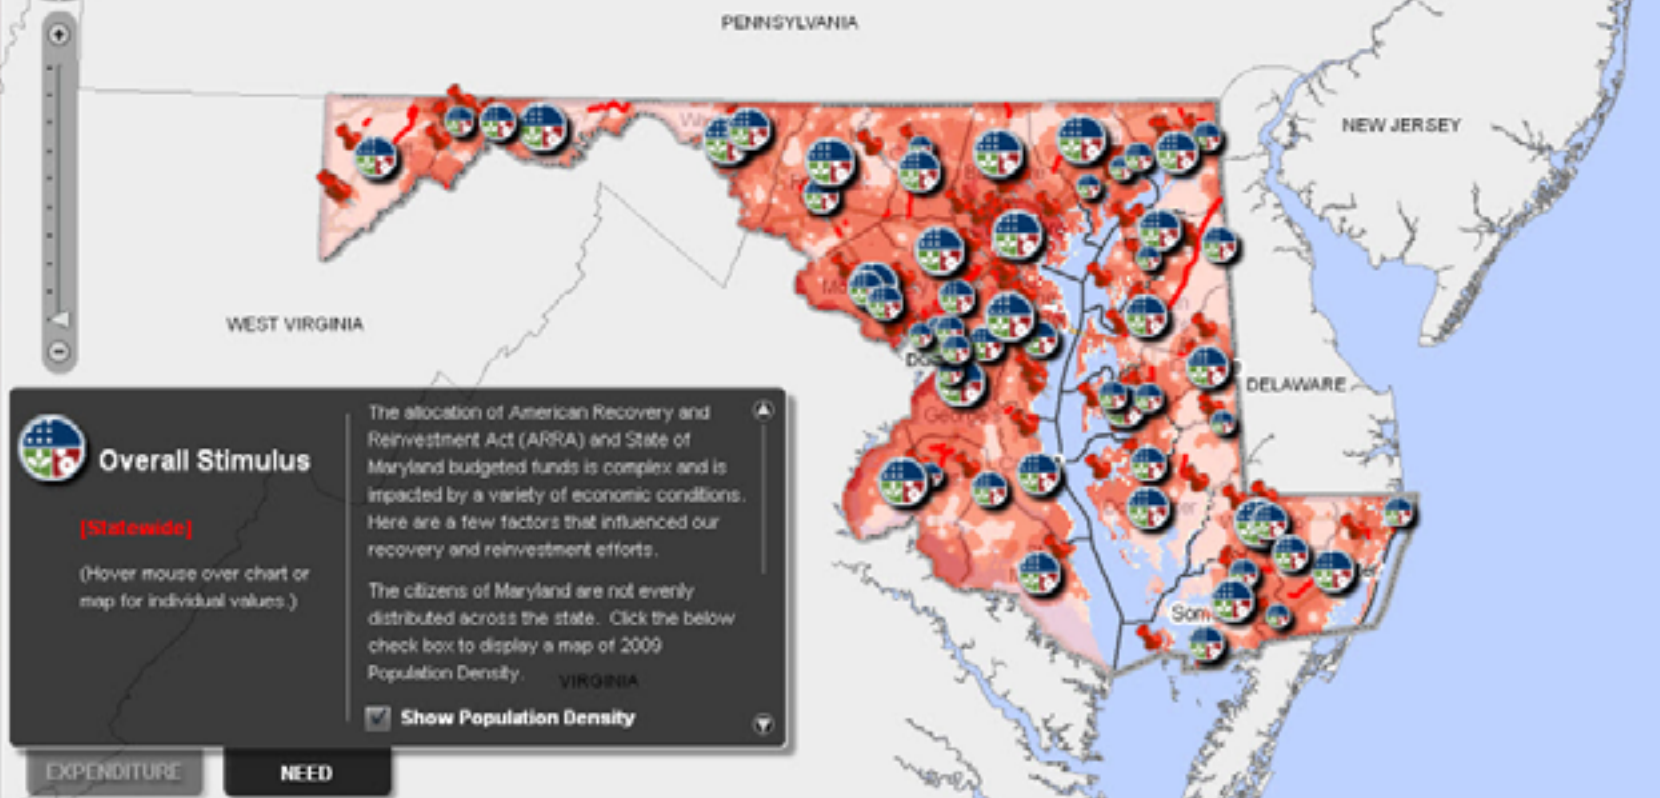 PENNSYLVANIA
NEW JERSEY
WEST VIRGINIA
DELAWARE
Overall Stimulus
[Statewide]
(Hover mouse over chart or
map for individual values.)
The allocation of American Recovery and
Reinvestment Act (ARRA) and State of
Maryland budgeted funds is complex and is
impacted by a variety of economic conditions.
Here are a few factors that influenced our
recovery and reinvestment efforts.
The citizens of Maryland are not evenly
distributed across the state. Click the below
check box to display a map of 2009
Population Density.
VIRGINIA
Show Population Density
Som
EXPENDITURE
NEED